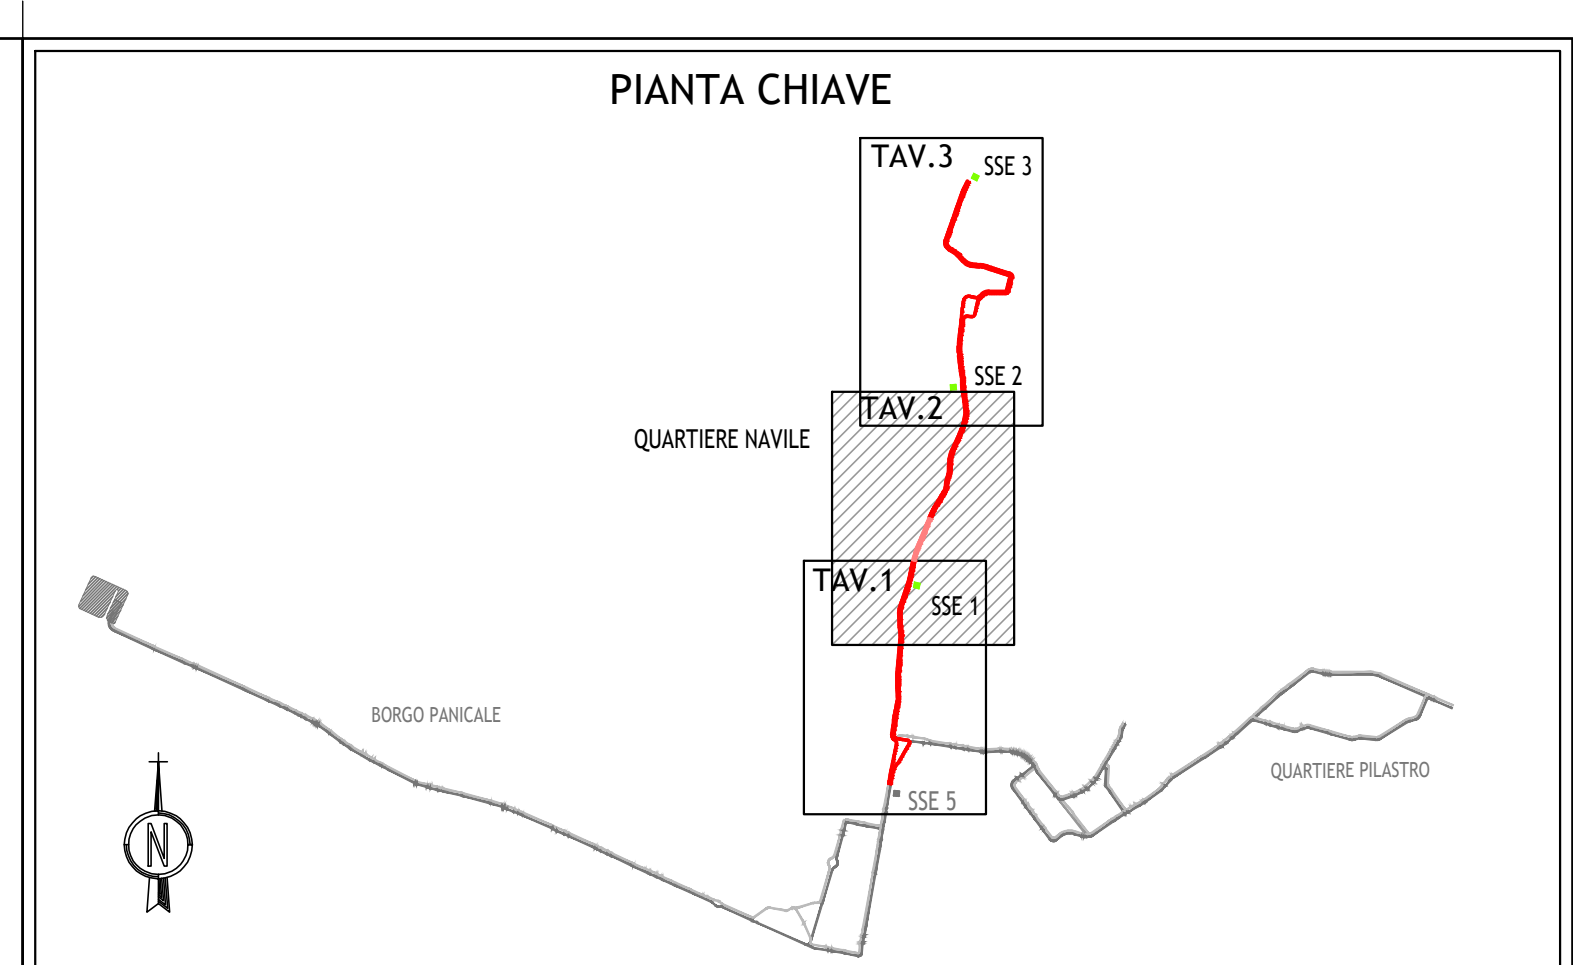 PIANTA CHIAVE
TAV.3
SSE 3
SSE 2
TAV.2
QUARTIERE NAVILE
TAV.1
SSE 1
BORGO PANICALE
QUARTIERE PILASTRO
SSE 5
N